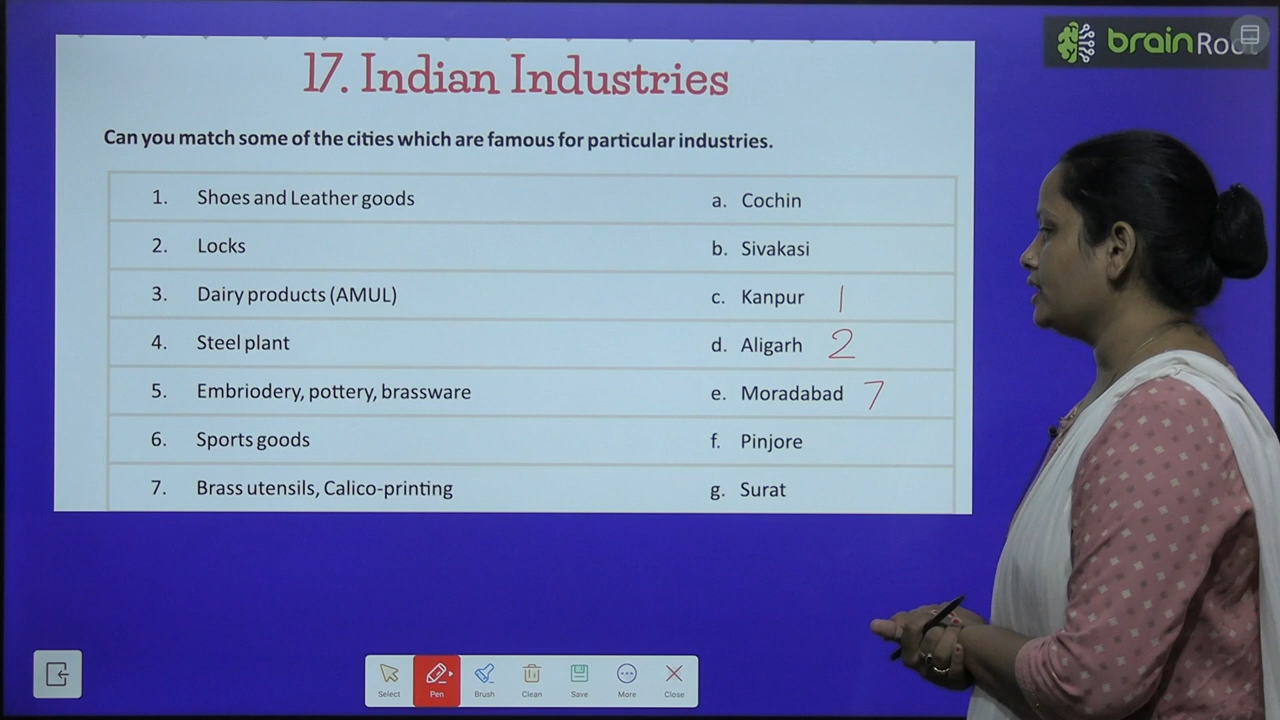 brainRoot
17. Indian Industries
Can you match some of the cities which are famous for particular industries.
1. Shoes and Leather goods a. Cochin
2. Locks b. Sivakasi
3. Dairy products (AMUL) c. Kanpur 1
4. Steel plant d. Aligarh 2
5. Embriodery, pottery, brassware e. Moradabad 7
6. Sports goods f. Pinjore
7. Brass utensils, Calico-printing g. Surat
Select Pen Brush Clean Save More Close